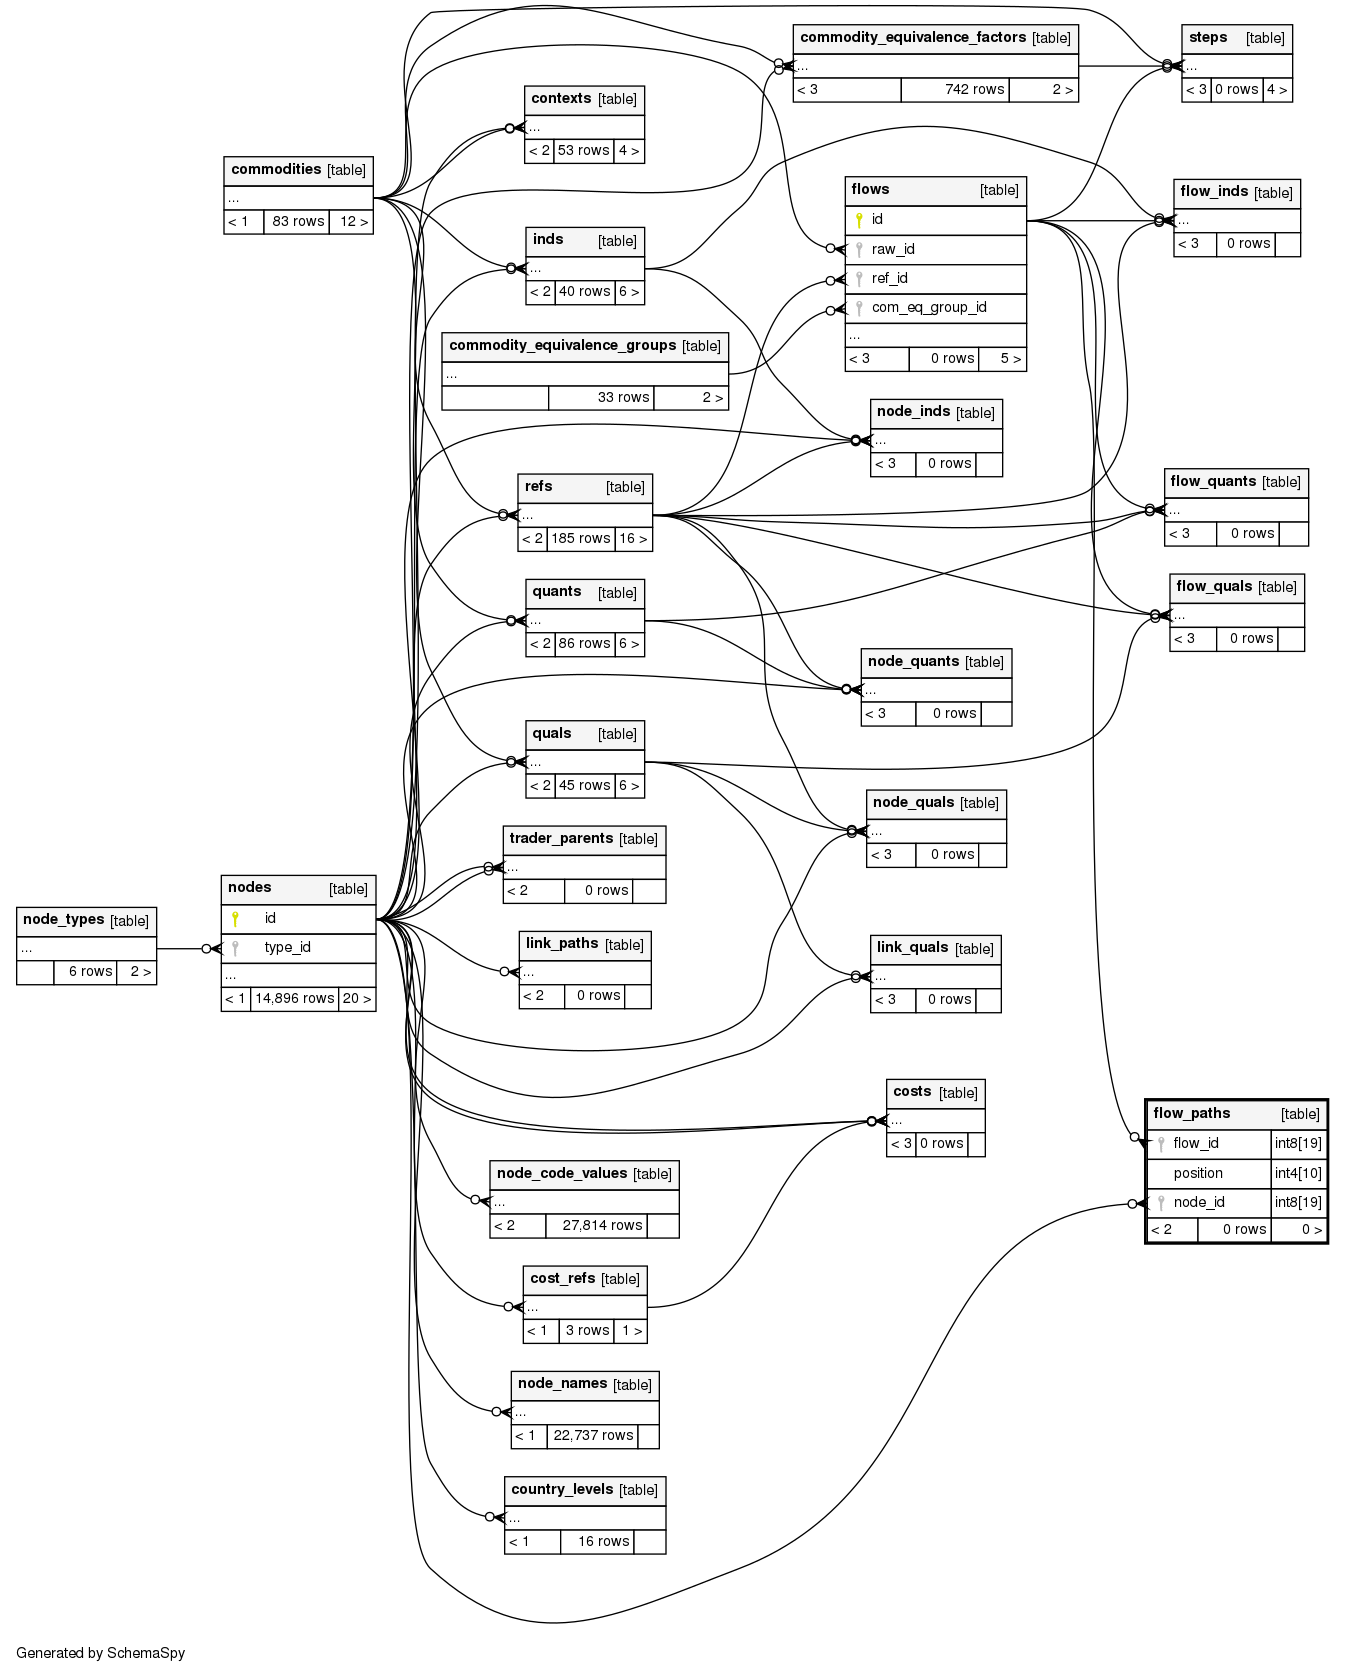 commodity_equivalence_factors [table]
...
< 3 742 rows 2 >
steps [table]
...
< 3 0 rows 4 >
contexts [table]
...
< 2 53 rows 4 >
commodities [table]
...
< 1 83 rows 12 >
flows [table]
id
raw_id
ref_id
com_eq_group_id
...
< 3 0 rows 5 >
flow_inds [table]
...
< 3 0 rows
inds [table]
...
< 2 40 rows 6 >
commodity_equivalence_groups [table]
...
33 rows 2 >
node_inds [table]
...
< 3 0 rows
refs [table]
...
< 2 185 rows 16 >
flow_quants [table]
...
< 3 0 rows
quants [table]
...
< 2 86 rows 6 >
flow_quals [table]
...
< 3 0 rows
node_quants [table]
...
< 3 0 rows
quals [table]
...
< 2 45 rows 6 >
node_quals [table]
...
< 3 0 rows
trader_parents [table]
...
< 2 0 rows
node_types [table]
...
6 rows 2 >
nodes [table]
id
type_id
...
< 1 14,896 rows 20 >
link_paths [table]
...
< 2 0 rows
link_quals [table]
...
< 3 0 rows
costs [table]
...
< 3 0 rows
flow_paths [table]
flow_id int8[19]
position int4[10]
node_id int8[19]
< 2 0 rows 0 >
node_code_values [table]
...
< 2 27,814 rows
cost_refs [table]
...
< 1 3 rows 1 >
node_names [table]
...
< 1 22,737 rows
country_levels [table]
...
< 1 16 rows
Generated by SchemaSpy